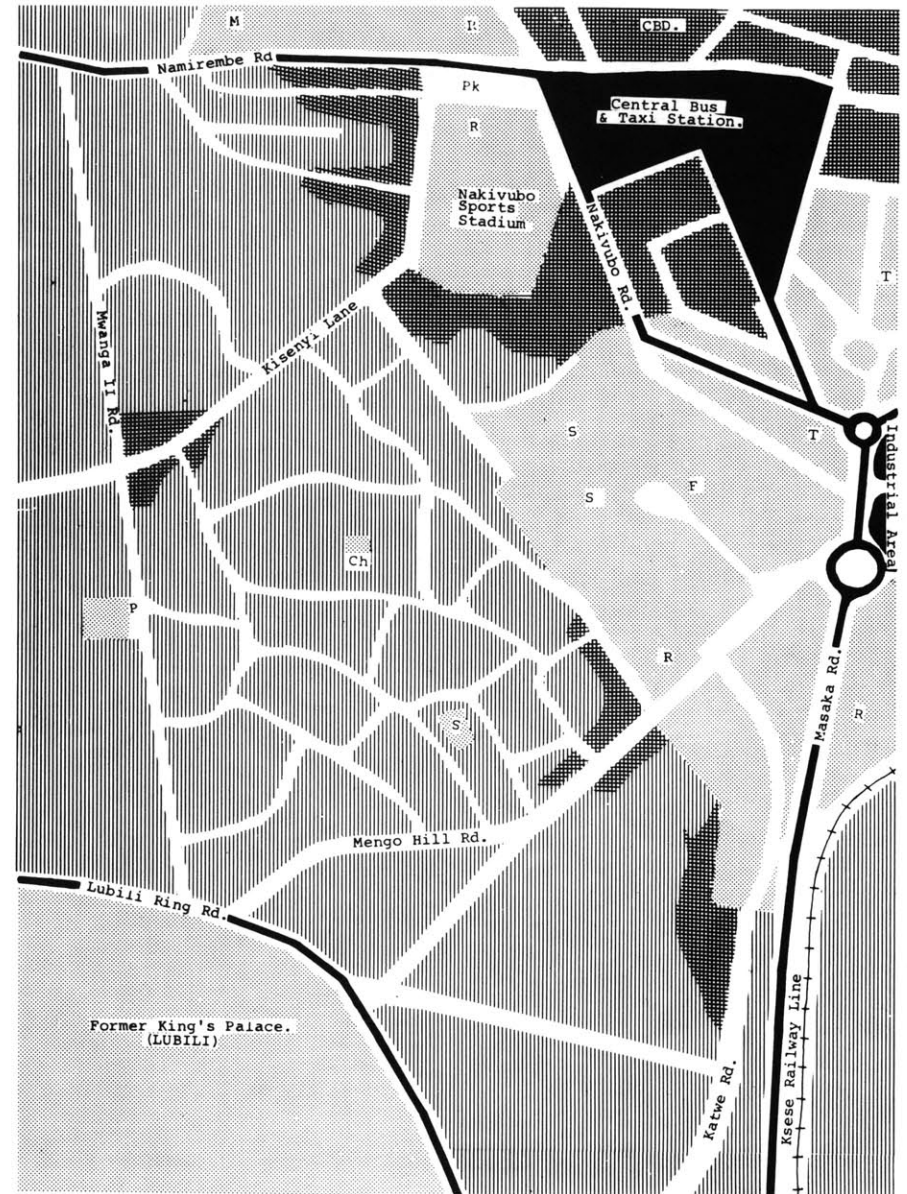 M
R
CBD.
Namirembe Rd
Pk
Central Bus
& Taxi Station.
R
Nakivubo
Sports
Stadium
Nakivubo Rd.
T
Kisenyi Lane
Mwanga II Rd.
S
T
Industrial Area
S
F
Ch
P
R
Masaka Rd.
R
S
Mengo Hill Rd.
Lubili Ring Rd.
Former King's Palace.
(LUBILI)
Katwe Rd.
Ksese Railway Line